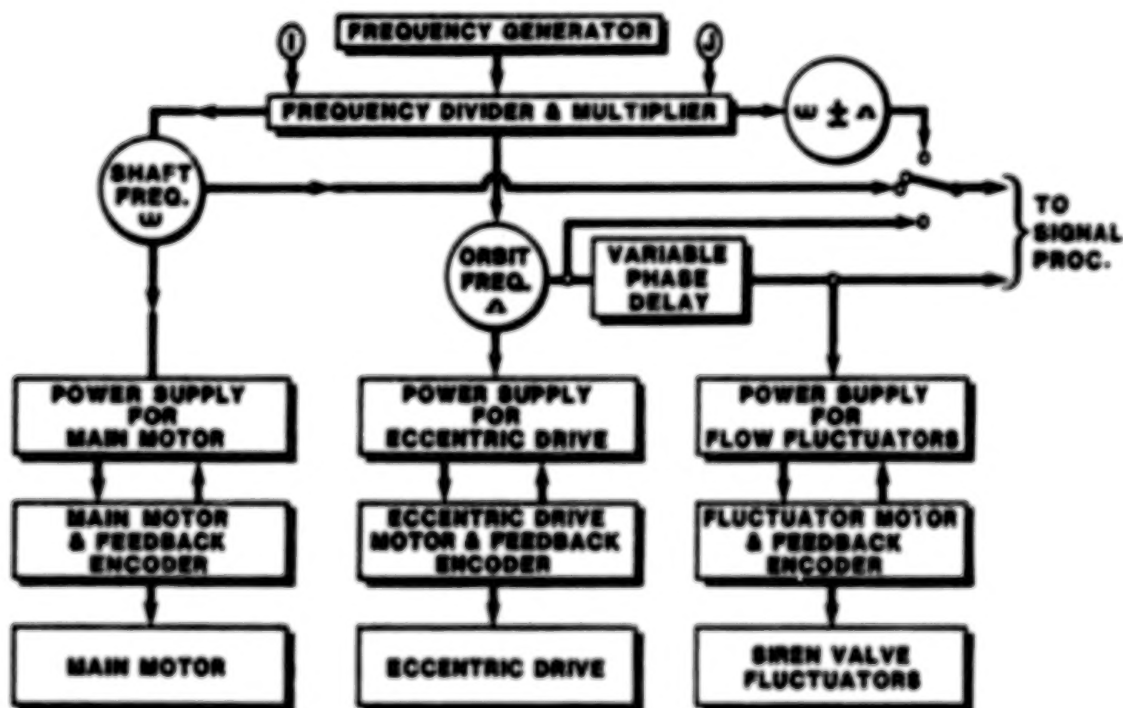 FREQUENCY GENERATOR
I
J
FREQUENCY DIVIDER & MULTIPLIER
ω ± Ω
SHAFT
FREQ.
ω
ORBIT
FREQ.
Ω
VARIABLE
PHASE
DELAY
TO
SIGNAL
PROC.
POWER SUPPLY
FOR
MAIN MOTOR
POWER SUPPLY
FOR
ECCENTRIC DRIVE
POWER SUPPLY
FOR
FLOW FLUCTUATORS
MAIN MOTOR
& FEEDBACK
ENCODER
ECCENTRIC DRIVE
MOTOR & FEEDBACK
ENCODER
FLUCTUATOR MOTOR
& FEEDBACK
ENCODER
MAIN MOTOR
ECCENTRIC DRIVE
SIREN VALVE
FLUCTUATORS